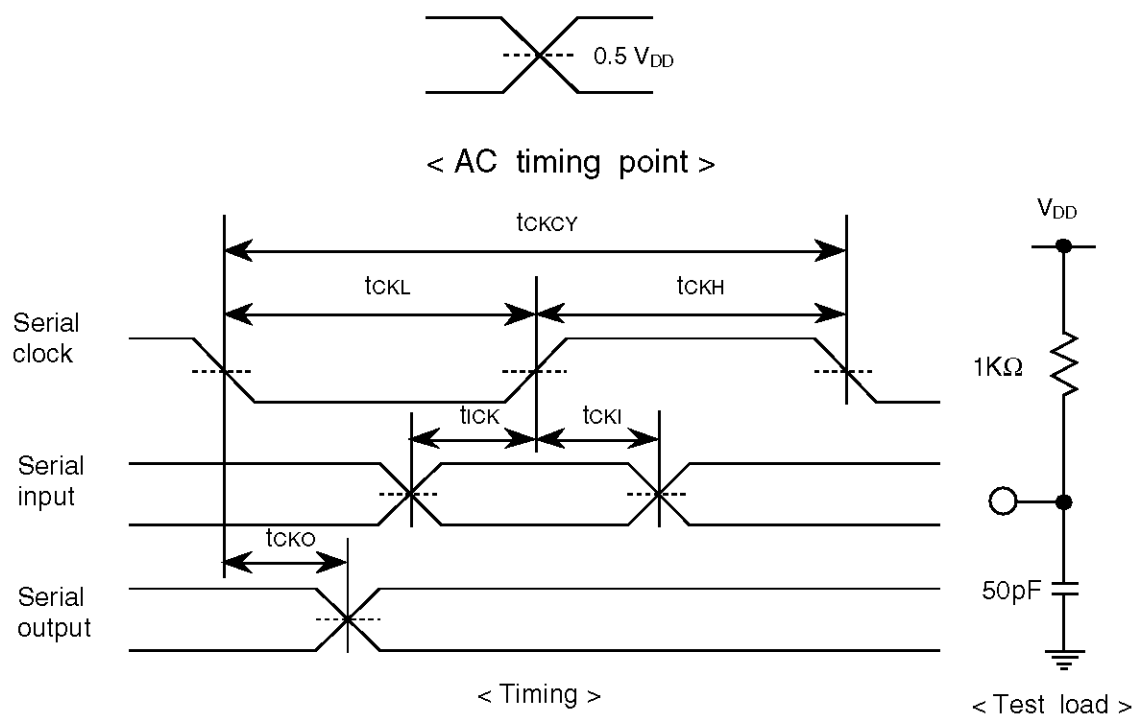 0.5 VDD
< AC timing point >
tCKCY
VDD
tCKL
tCKH
Serial
clock
1KΩ
tICK
tCKI
Serial
input
tCKO
Serial
output
50pF
< Timing >
< Test load >